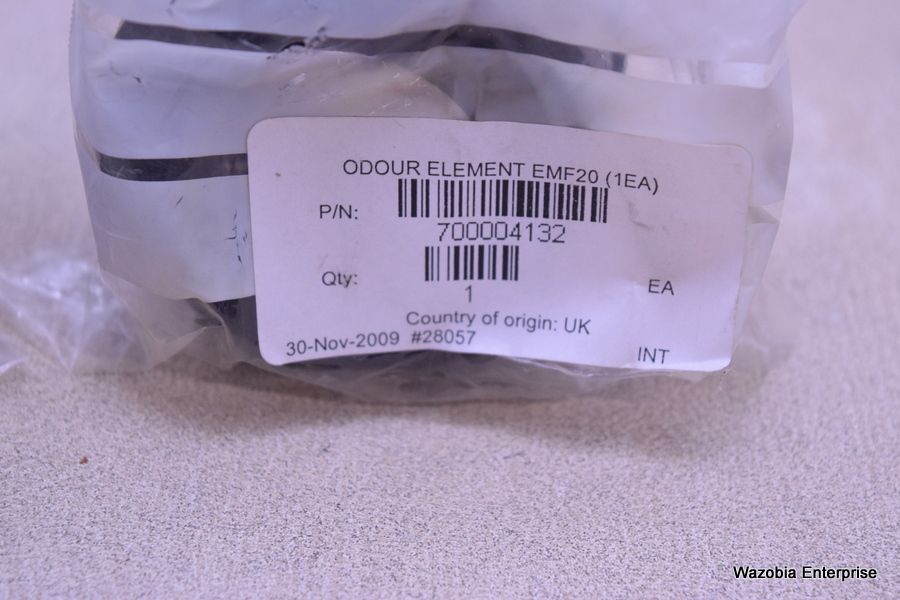 ODOUR ELEMENT EMF20 (1EA)
P/N:
700004132
Qty:
1
EA
Country of origin: UK
30-Nov-2009 #28057
INT
Wazobia Enterprise